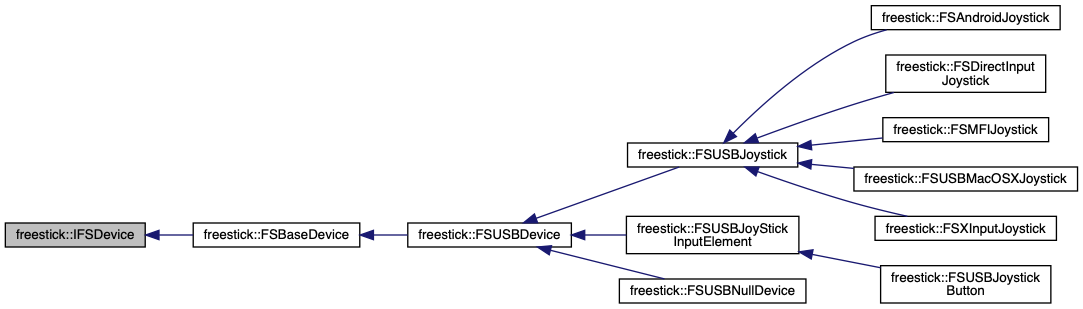 freestick::FSAndroidJoystick
freestick::FSDirectInput
Joystick
freestick::FSMFIJoystick
freestick::FSUSBJoystick
freestick::FSUSBMacOSXJoystick
freestick::FSXInputJoystick
freestick::IFSDevice
freestick::FSBaseDevice
freestick::FSUSBDevice
freestick::FSUSBJoyStick
InputElement
freestick::FSUSBJoystick
Button
freestick::FSUSBNullDevice